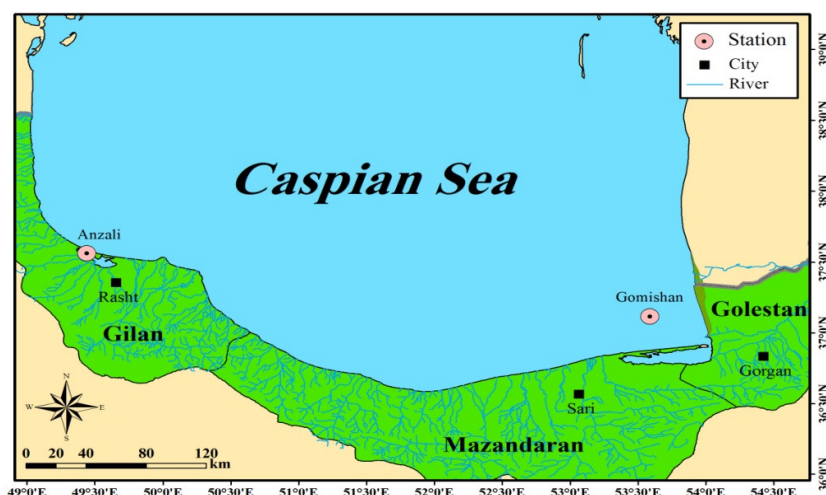 Station
City
River
Caspian Sea
Anzali
Rasht
Gilan
Gomishan
Golestan
Gorgan
Sari
Mazandaran
N
W E
S
0 20 40 80 120
km
49°0'E 49°30'E 50°0'E 50°30'E 51°0'E 51°30'E 52°0'E 52°30'E 53°0'E 53°30'E 54°0'E 54°30'E